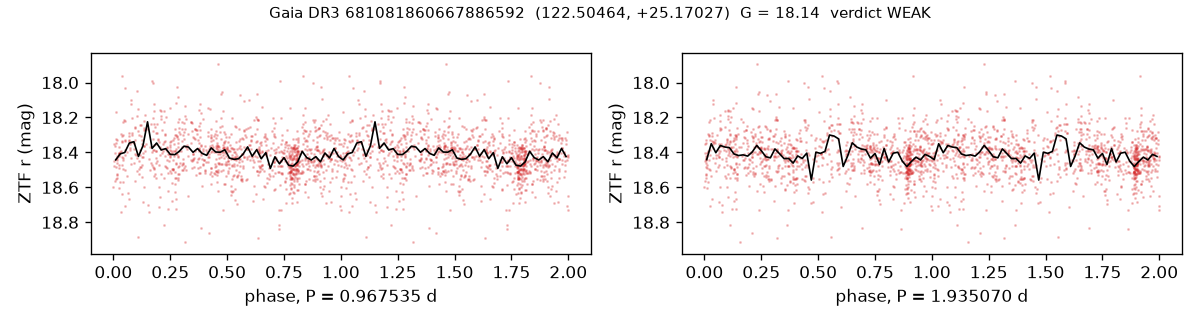 Gaia DR3 681081860667886592  (122.50464, +25.17027)  G = 18.14  verdict WEAK
ZTF r (mag)
18.0
18.2
18.4
18.6
18.8
0.00 0.25 0.50 0.75 1.00 1.25 1.50 1.75 2.00
phase, P = 0.967535 d
ZTF r (mag)
18.0
18.2
18.4
18.6
18.8
0.00 0.25 0.50 0.75 1.00 1.25 1.50 1.75 2.00
phase, P = 1.935070 d